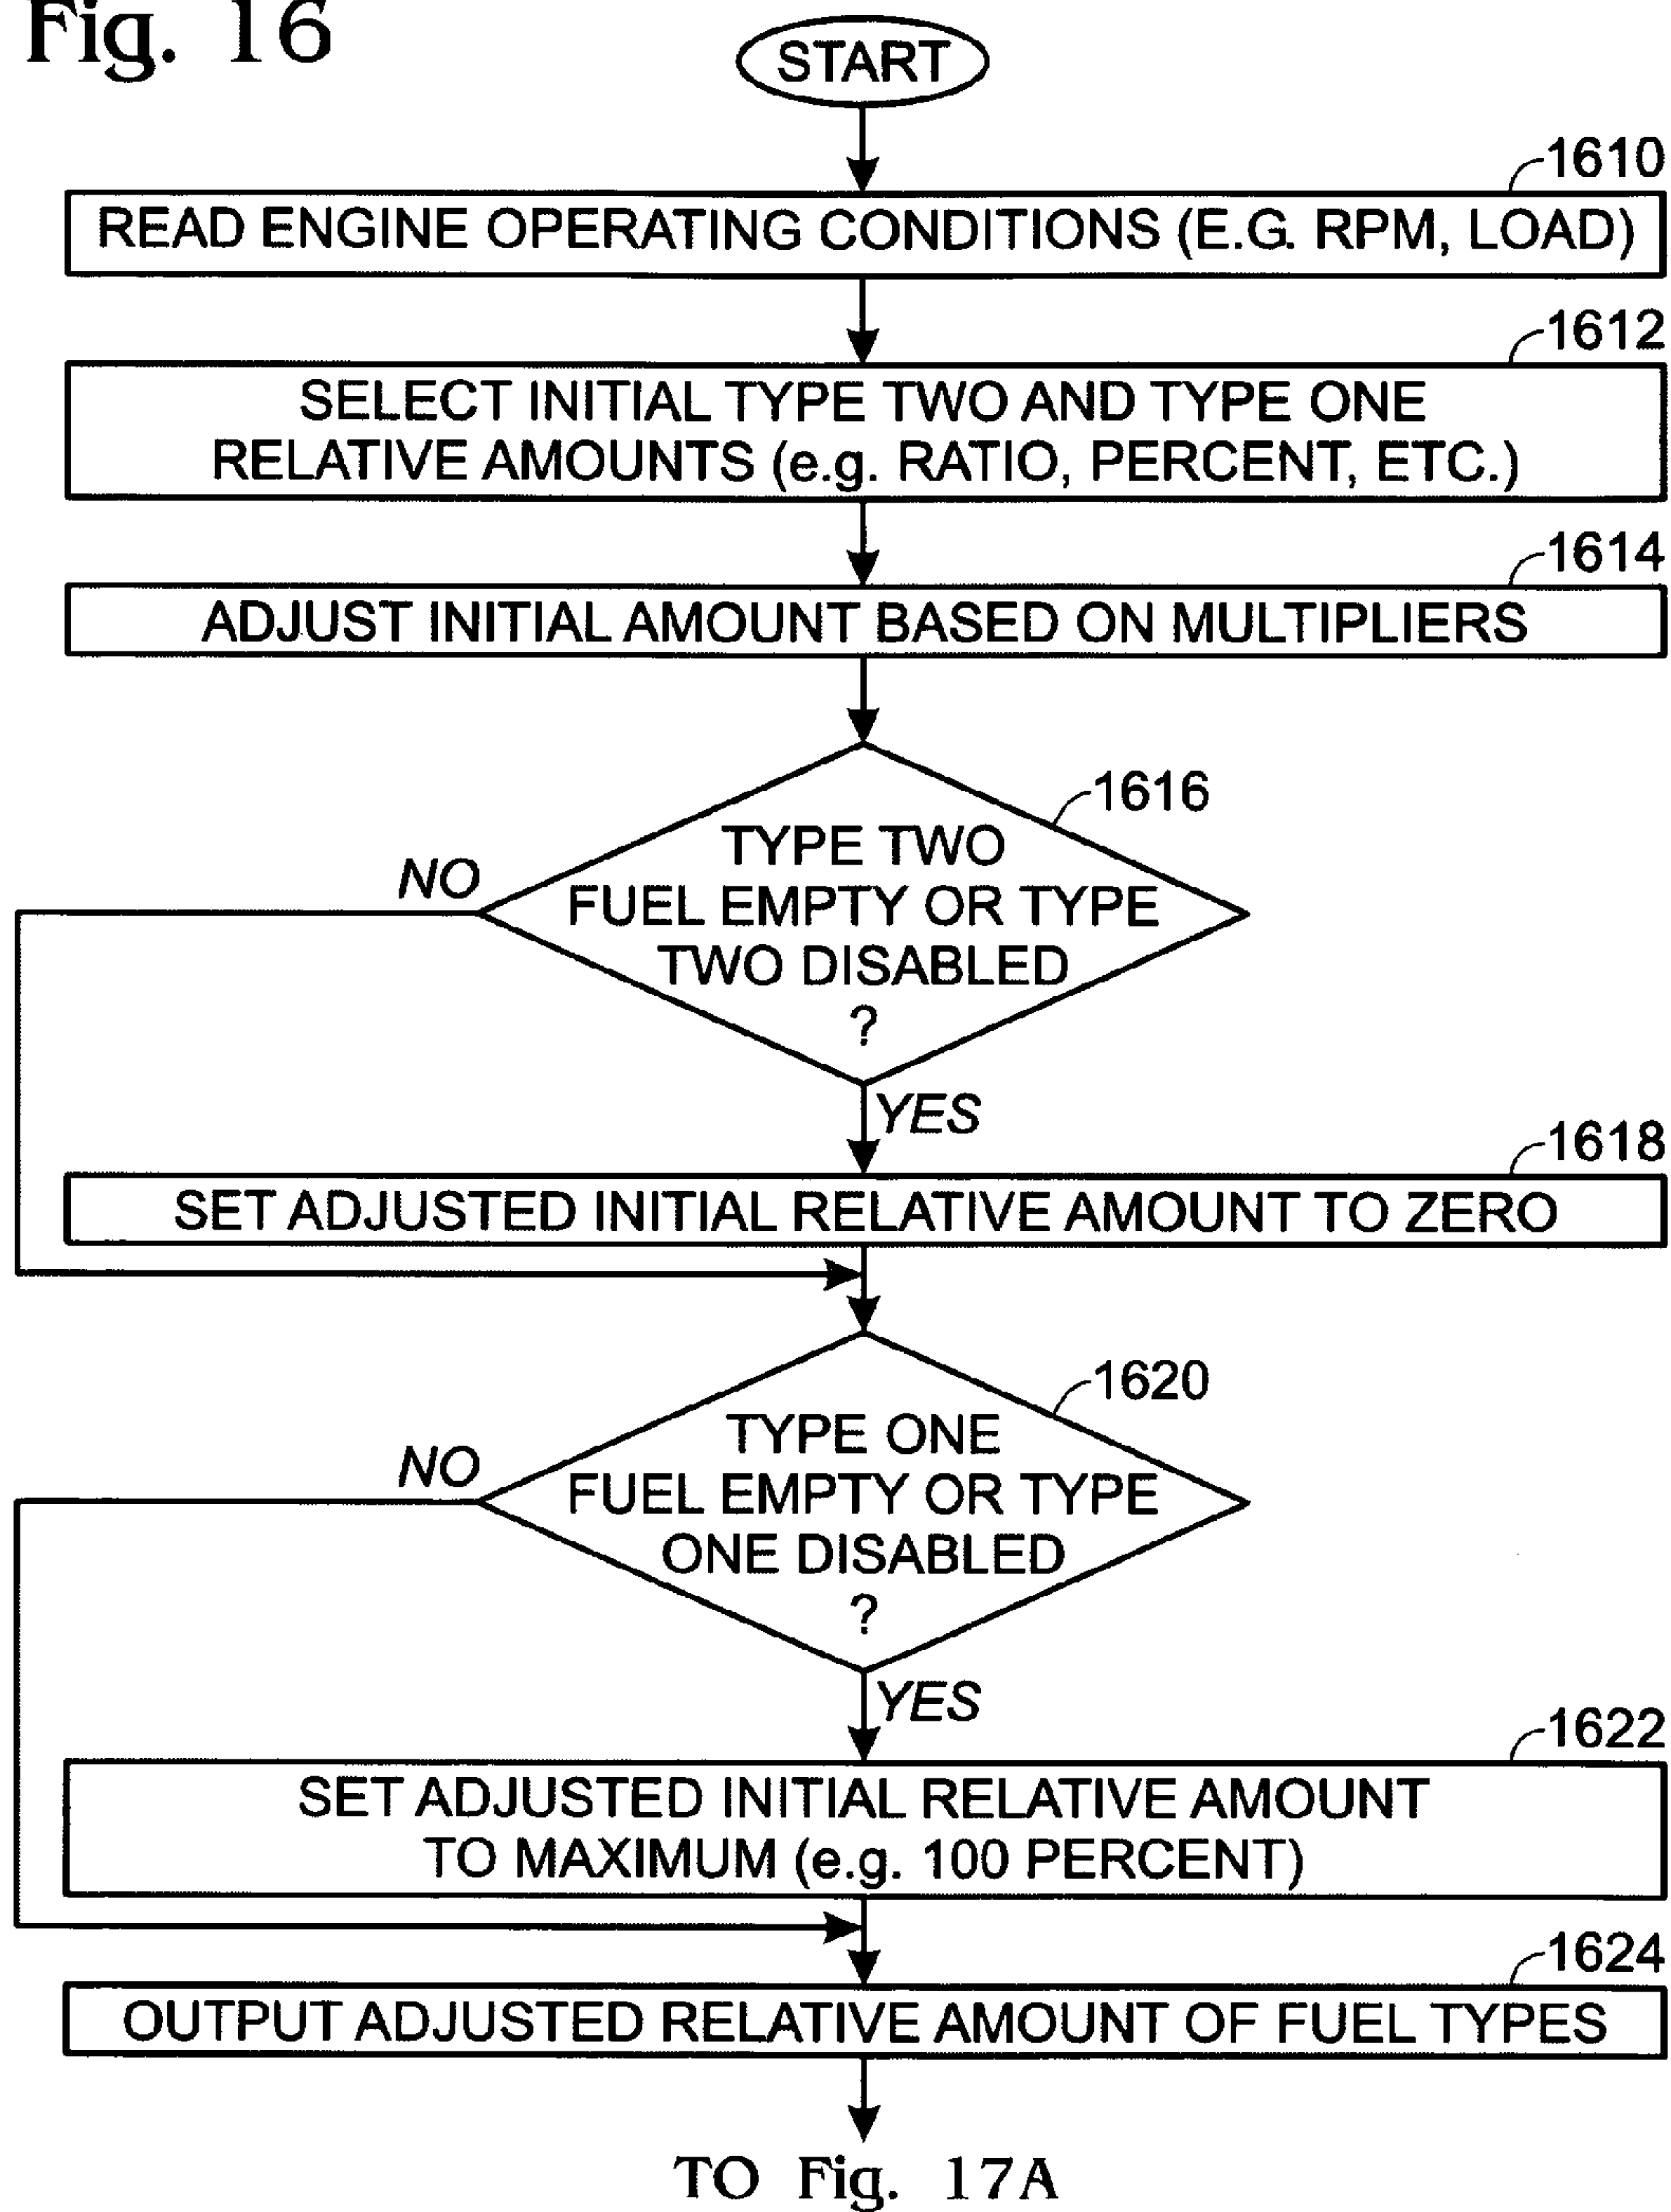 Fig. 16
START
1610
READ ENGINE OPERATING CONDITIONS (E.G. RPM, LOAD)
1612
SELECT INITIAL TYPE TWO AND TYPE ONE
RELATIVE AMOUNTS (e.g. RATIO, PERCENT, ETC.)
1614
ADJUST INITIAL AMOUNT BASED ON MULTIPLIERS
1616
TYPE TWO
FUEL EMPTY OR TYPE
TWO DISABLED
?
NO
YES
1618
SET ADJUSTED INITIAL RELATIVE AMOUNT TO ZERO
1620
TYPE ONE
FUEL EMPTY OR TYPE
ONE DISABLED
?
NO
YES
1622
SET ADJUSTED INITIAL RELATIVE AMOUNT
TO MAXIMUM (e.g. 100 PERCENT)
1624
OUTPUT ADJUSTED RELATIVE AMOUNT OF FUEL TYPES
TO Fig. 17A